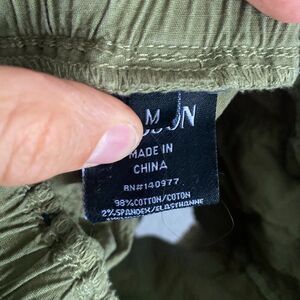 M
MADE IN
CHINA
RN#140977
98%COTTON/COTON
2%SPANDEX/ELASTHANNE